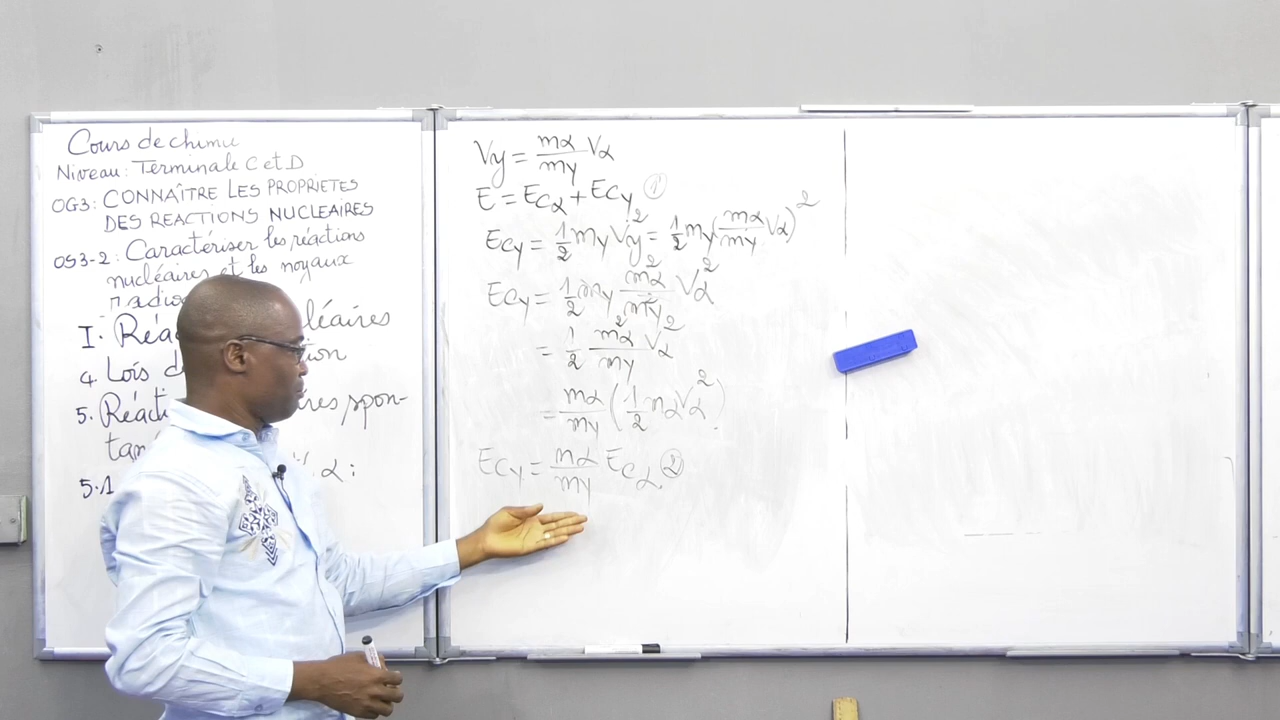 Cours de chimie
Niveau: Terminale C et D
OG3: CONNAÎTRE LES PROPRIETES
DES REACTIONS NUCLEAIRES
OS3-2: Caractériser les réactions
nucléaires et les noyaux
I. léaires
4. Lois
5. spon-
5.1 α:
Vy = mα/my Vα
E = Ecα + Ecy ①
Ecy = 1/2 my Vy² = 1/2 my (mα/my Vα)²
Ecy = 1/2 my mα²/my² Vα²
= 1/2 mα²/my Vα²
= mα/my (1/2 mα Vα²)
Ecy = mα/my Ecα ②